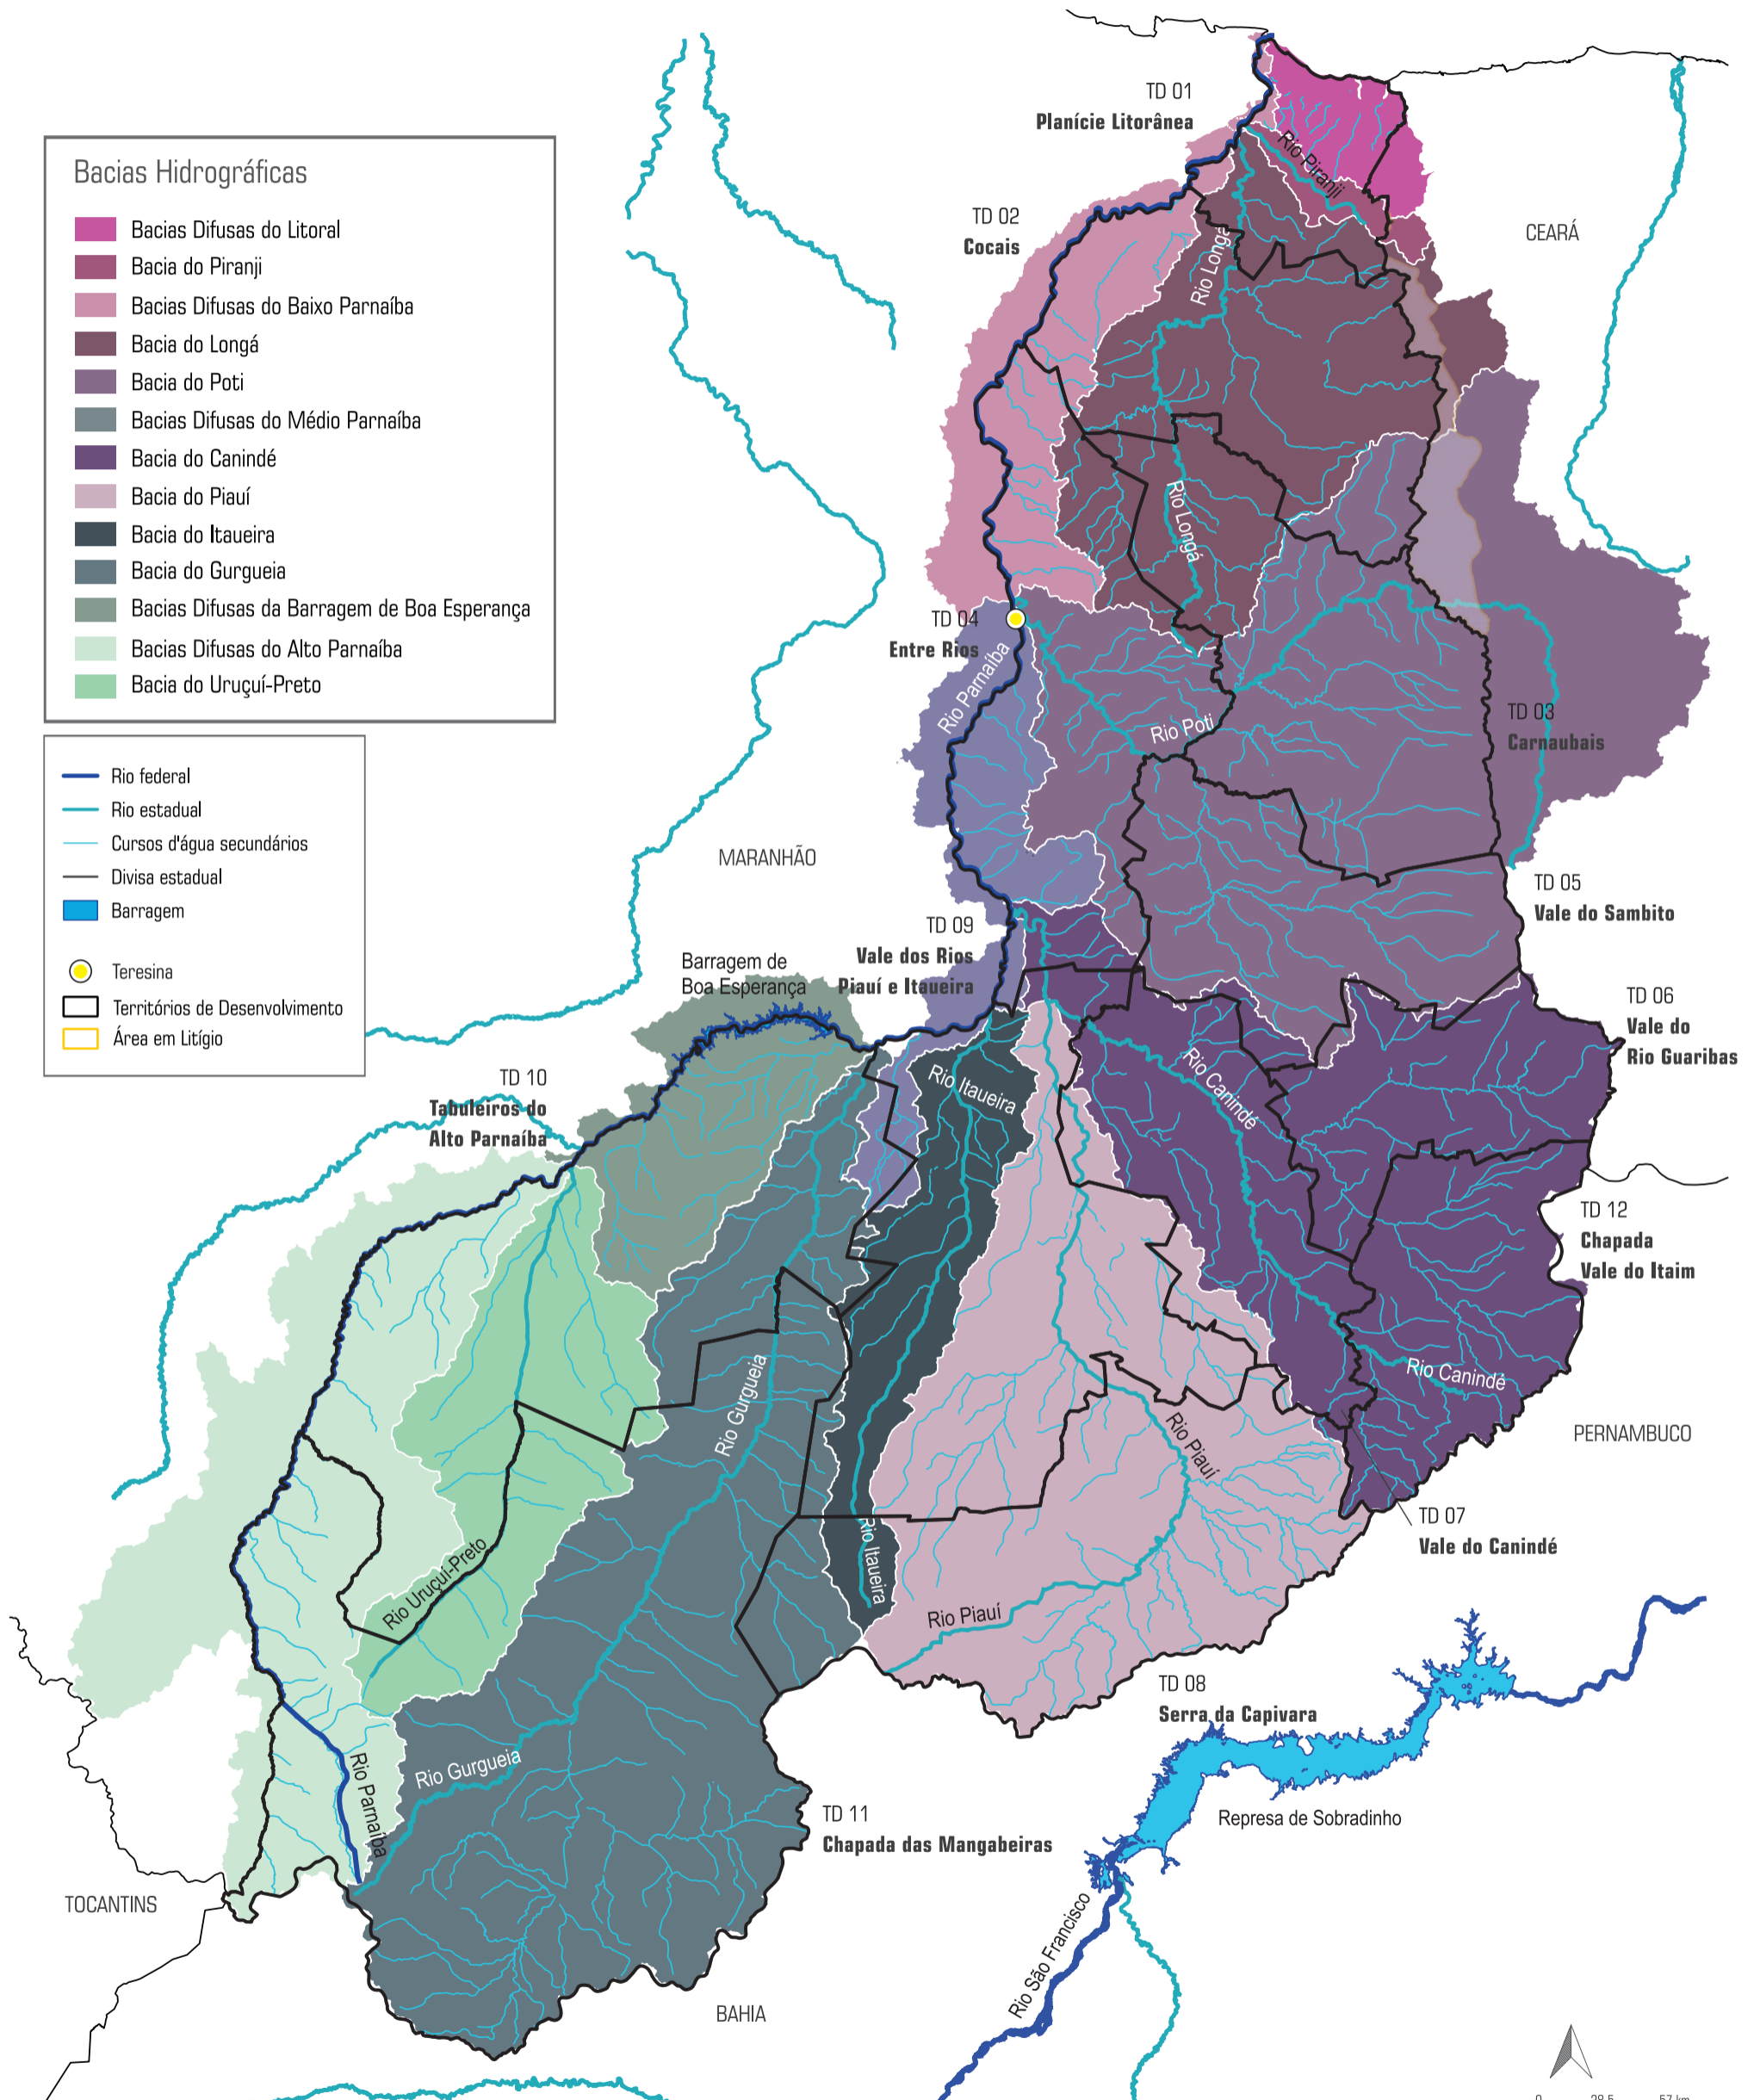 Bacias Hidrográficas
Bacias Difusas do Litoral
Bacia do Piranji
Bacias Difusas do Baixo Parnaíba
Bacia do Longá
Bacia do Poti
Bacias Difusas do Médio Parnaíba
Bacia do Canindé
Bacia do Piauí
Bacia do Itaueira
Bacia do Gurgueia
Bacias Difusas da Barragem de Boa Esperança
Bacias Difusas do Alto Parnaíba
Bacia do Uruçuí-Preto
Rio federal
Rio estadual
Cursos d'água secundários
Divisa estadual
Barragem
Teresina
Territórios de Desenvolvimento
Área em Litígio
TD 01
Planície Litorânea
Rio Piranji
TD 02
Cocais
CEARÁ
Rio Longá
Rio Longá
TD 04
Entre Rios
Rio Parnaíba
Rio Poti
TD 03
Carnaubais
MARANHÃO
TD 05
Vale do Sambito
TD 09
Vale dos Rios
Piauí e Itaueira
Barragem de
Boa Esperança
TD 06
Vale do
Rio Guaribas
Rio Itaueira
Rio Canindé
TD 10
Tabuleiros do
Alto Parnaíba
TD 12
Chapada
Vale do Itaim
Rio Gurgueia
Rio Canindé
Rio Piauí
PERNAMBUCO
TD 07
Vale do Canindé
Rio Itaueira
Rio Uruçuí-Preto
Rio Piauí
TD 08
Serra da Capivara
Rio Gurgueia
Rio Parnaíba
TD 11
Chapada das Mangabeiras
Represa de Sobradinho
TOCANTINS
Rio São Francisco
BAHIA
0 28,5 57 km